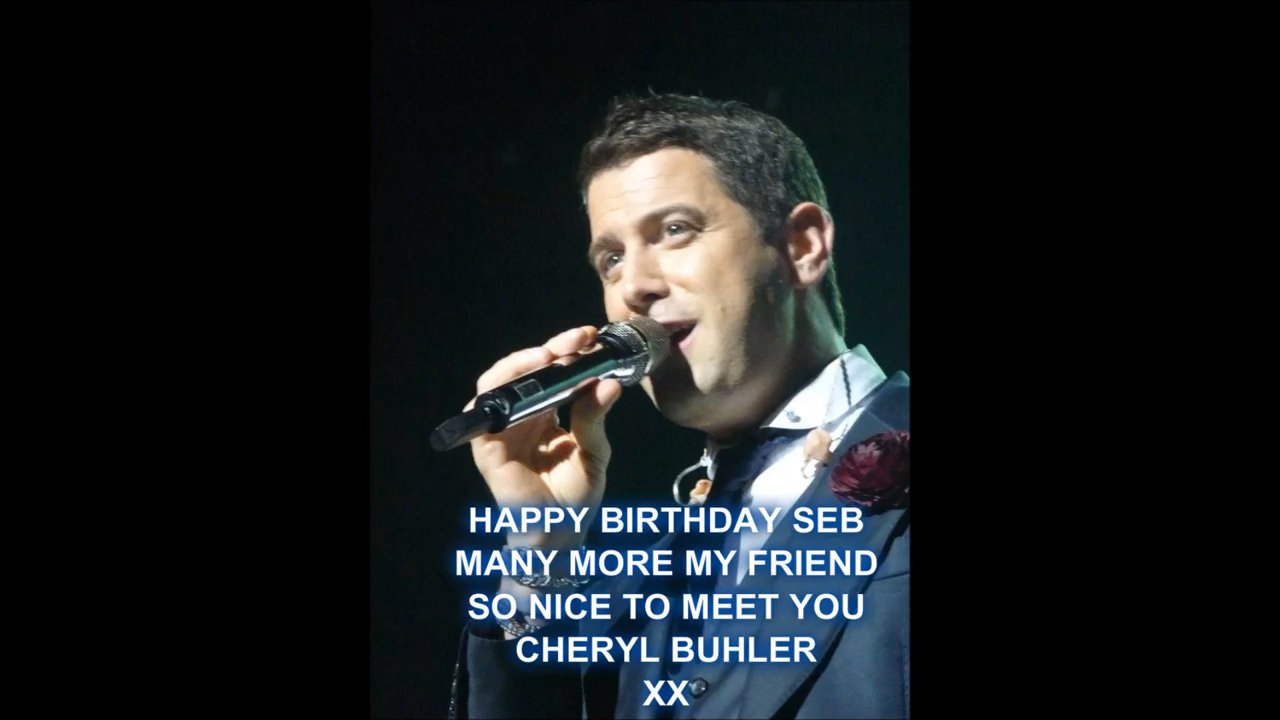 HAPPY BIRTHDAY SEB
MANY MORE MY FRIEND
SO NICE TO MEET YOU
CHERYL BUHLER
XX